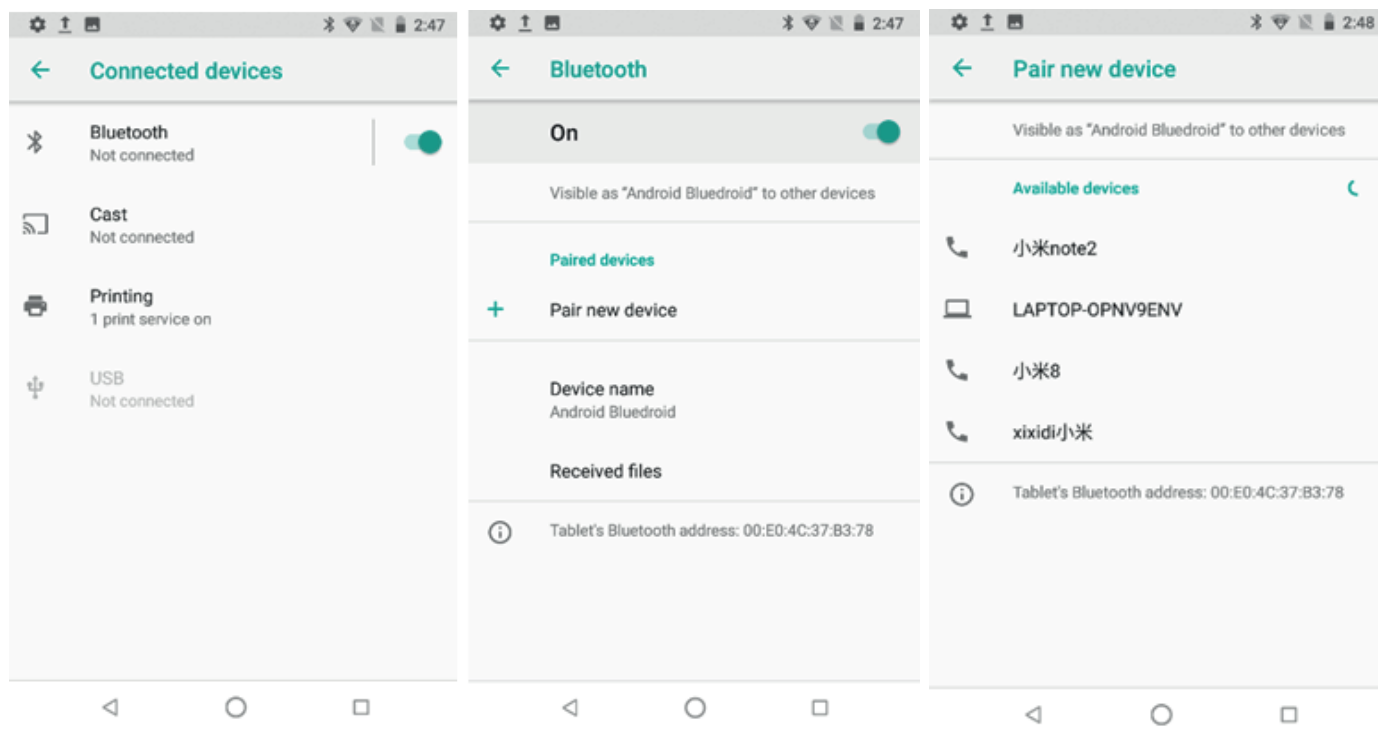 2:47
Connected devices
Bluetooth
Not connected
Cast
Not connected
Printing
1 print service on
USB
Not connected
2:47
Bluetooth
On
Visible as “Android Bluedroid” to other devices
Paired devices
Pair new device
Device name
Android Bluedroid
Received files
Tablet's Bluetooth address: 00:E0:4C:37:B3:78
2:48
Pair new device
Visible as “Android Bluedroid” to other devices
Available devices
小米note2
LAPTOP-OPNV9ENV
小米8
xixidi小米
Tablet's Bluetooth address: 00:E0:4C:37:B3:78